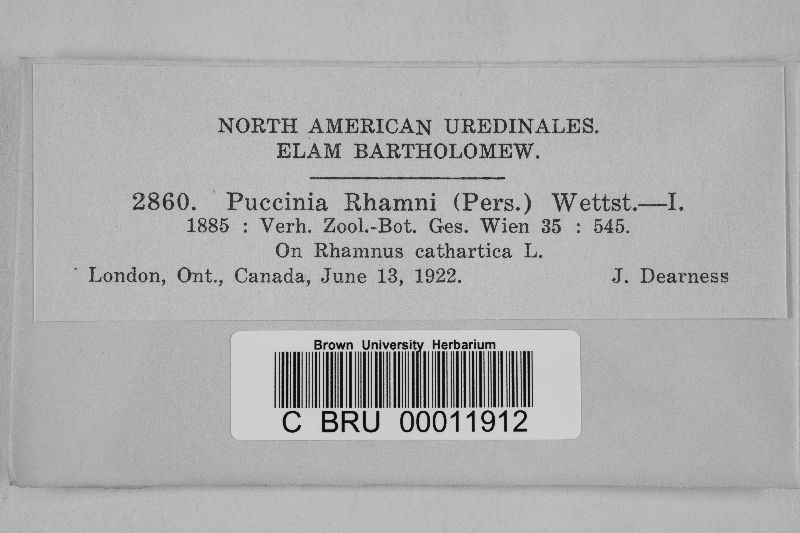 NORTH AMERICAN UREDINALES.
ELAM BARTHOLOMEW.
2860. Puccinia Rhamni (Pers.) Wettst.—I.
1885 : Verh. Zool.-Bot. Ges. Wien 35 : 545.
On Rhamnus cathartica L.
London, Ont., Canada, June 13, 1922. J. Dearness
Brown University Herbarium
C BRU 00011912